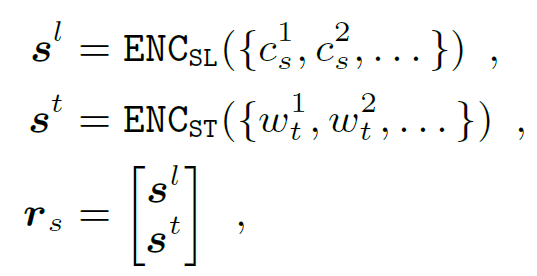 s^l = ENC_SL({c_s^1, c_s^2, ...}) ,
s^t = ENC_ST({w_t^1, w_t^2, ...}) ,
r_s = [s^l
s^t] ,